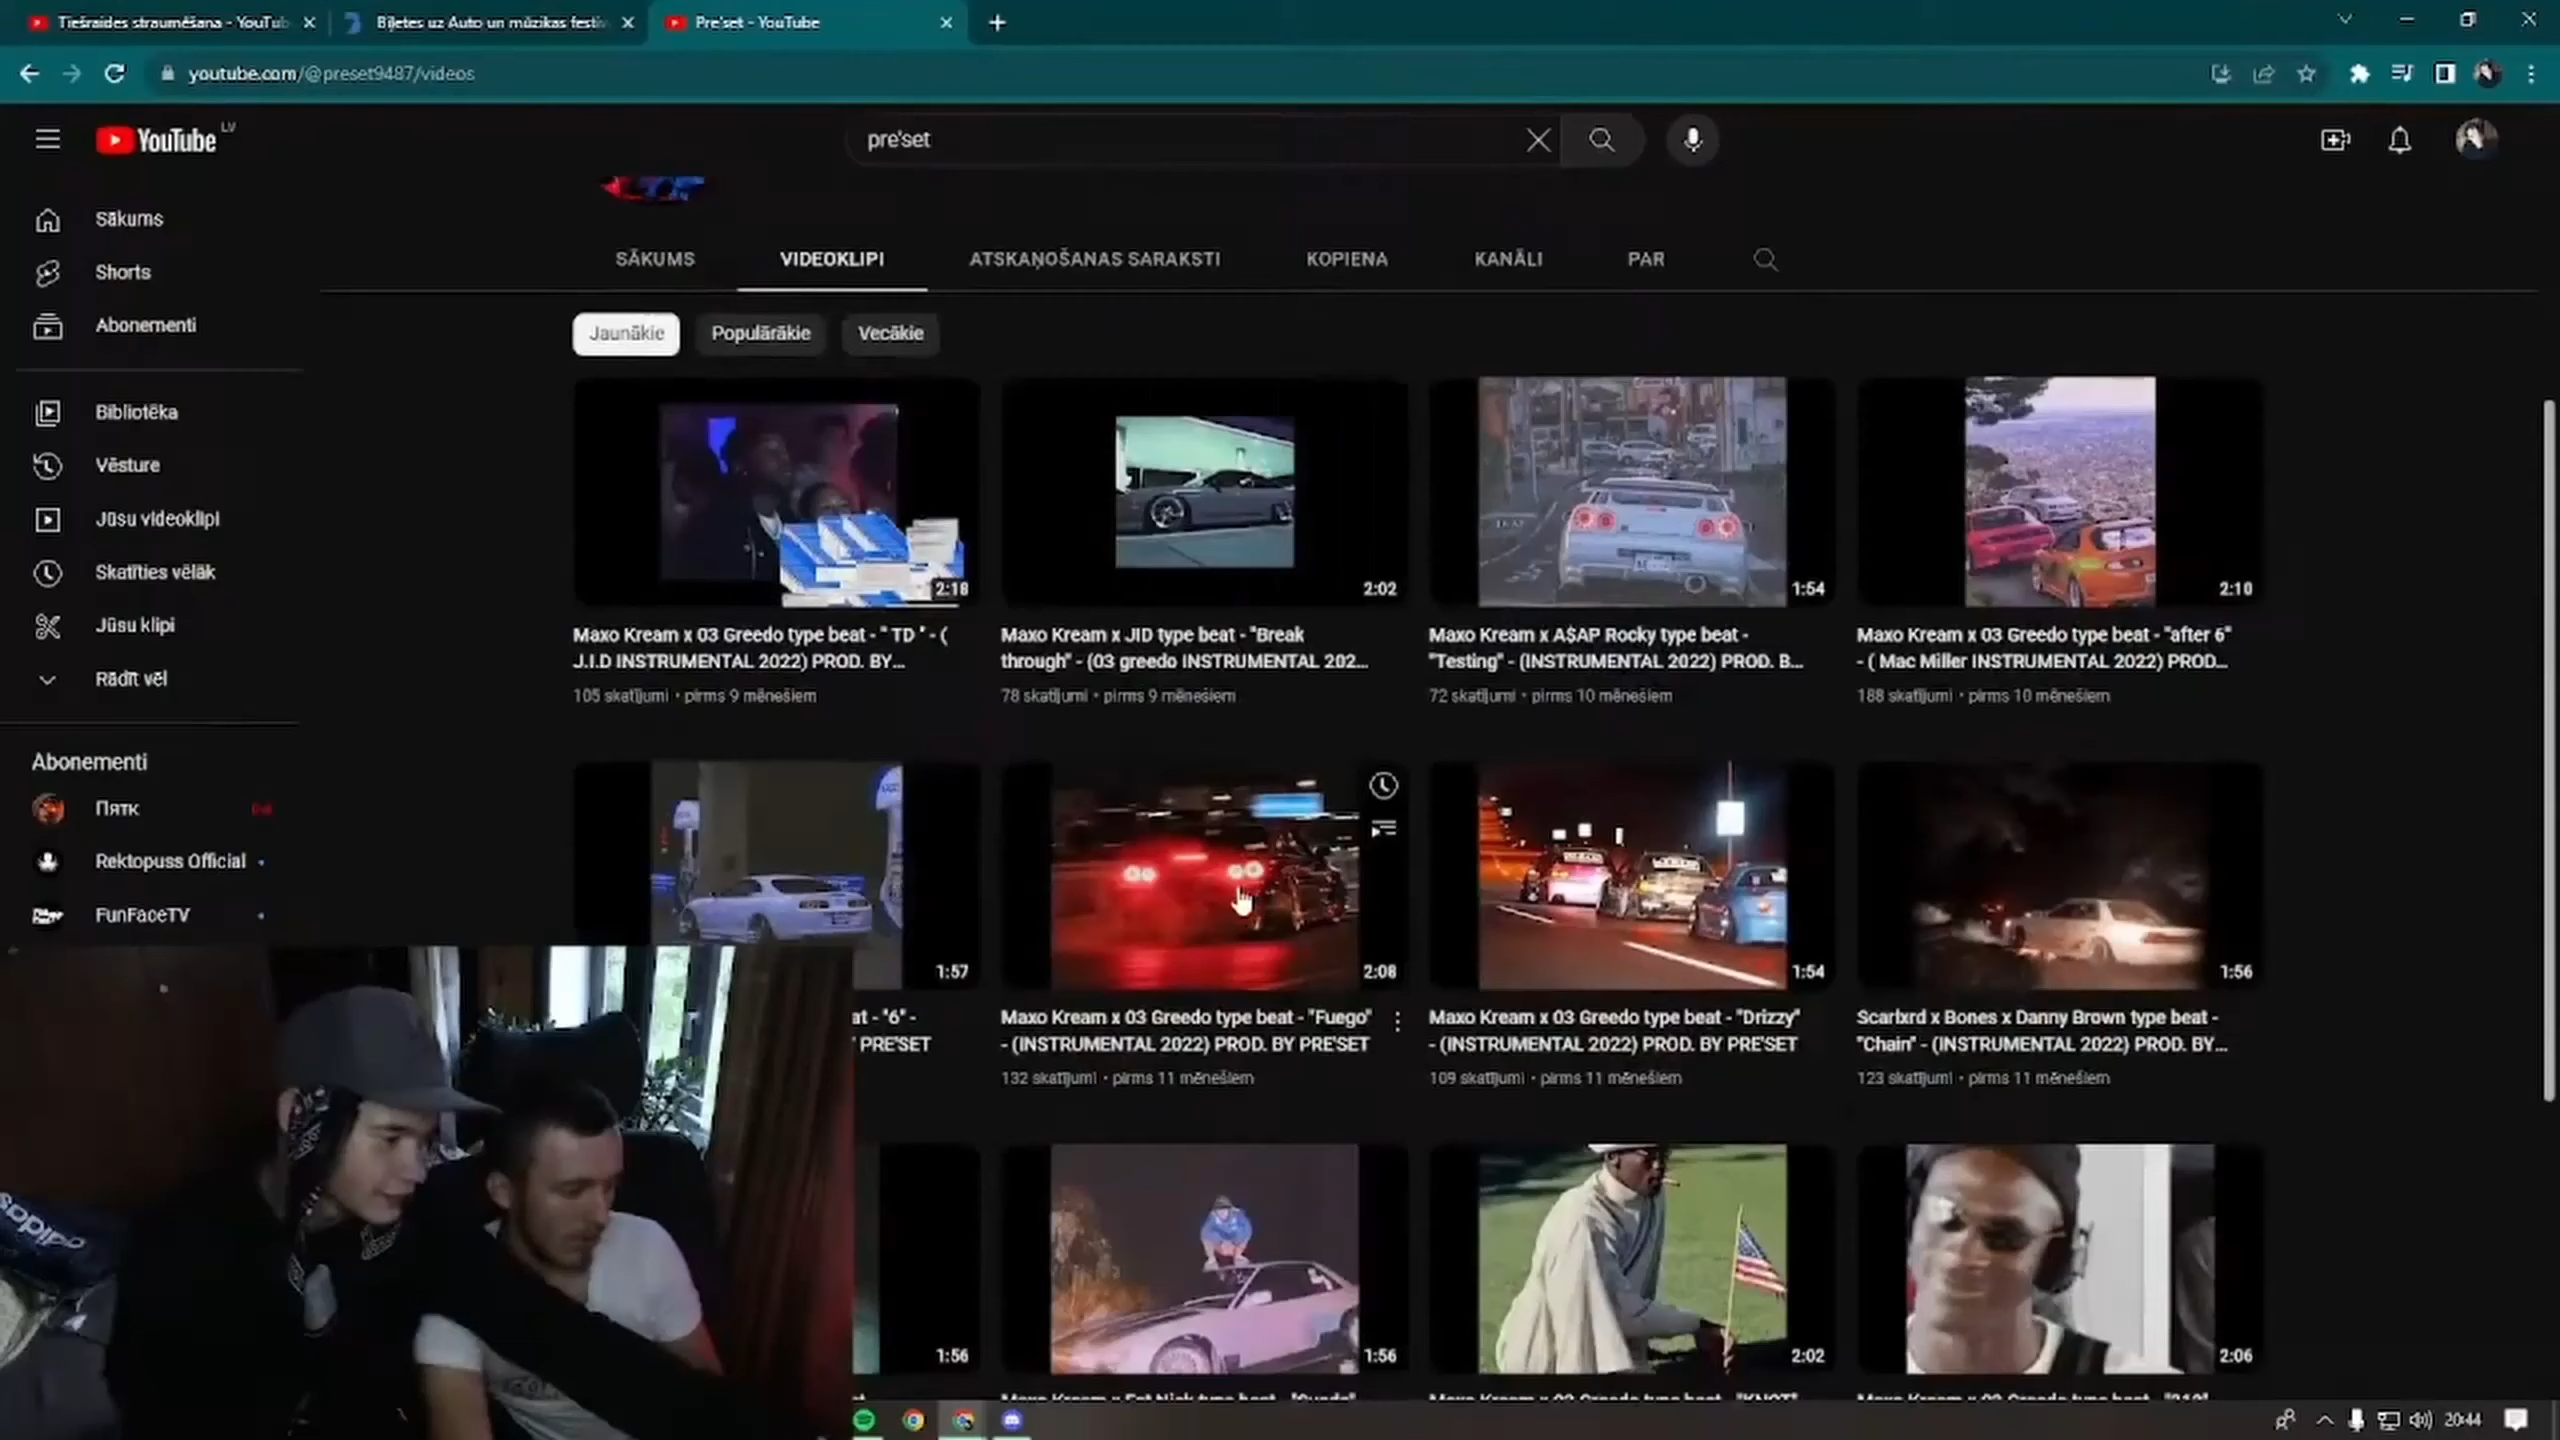 Tiešraides straumēšana - YouTub
Biļetes uz Auto un mūzikas festiv
Pre'set - YouTube
youtube.com/@preset9487/videos
YouTube LV
pre'set
Sākums
Shorts
Abonementi
Bibliotēka
Vēsture
Jūsu videoklipi
Skatīties vēlāk
Jūsu klipi
Rādīt vēl
Abonementi
Пятк
Rektopuss Official
FunFaceTV
SĀKUMS
VIDEOKLIPI
ATSKAŅOŠANAS SARAKSTI
KOPIENA
KANĀLI
PAR
Jaunākie
Populārākie
Vecākie
2:18
2:02
1:54
2:10
Maxo Kream x 03 Greedo type beat - " TD " - (
J.I.D INSTRUMENTAL 2022) PROD. BY...
105 skatījumi • pirms 9 mēnešiem
Maxo Kream x JID type beat - "Break
through" - (03 greedo INSTRUMENTAL 202...
78 skatījumi • pirms 9 mēnešiem
Maxo Kream x A$AP Rocky type beat -
"Testing" - (INSTRUMENTAL 2022) PROD. B...
72 skatījumi • pirms 10 mēnešiem
Maxo Kream x 03 Greedo type beat - "after 6"
- ( Mac Miller INSTRUMENTAL 2022) PROD...
188 skatījumi • pirms 10 mēnešiem
1:57
2:08
1:54
1:56
at - "6" -
PRE'SET
Maxo Kream x 03 Greedo type beat - "Fuego"
- (INSTRUMENTAL 2022) PROD. BY PRE'SET
132 skatījumi • pirms 11 mēnešiem
Maxo Kream x 03 Greedo type beat - "Drizzy"
- (INSTRUMENTAL 2022) PROD. BY PRE'SET
109 skatījumi • pirms 11 mēnešiem
Scarlxrd x Bones x Danny Brown type beat -
"Chain" - (INSTRUMENTAL 2022) PROD. BY...
123 skatījumi • pirms 11 mēnešiem
adidas
1:56
1:56
2:02
2:06
20:44